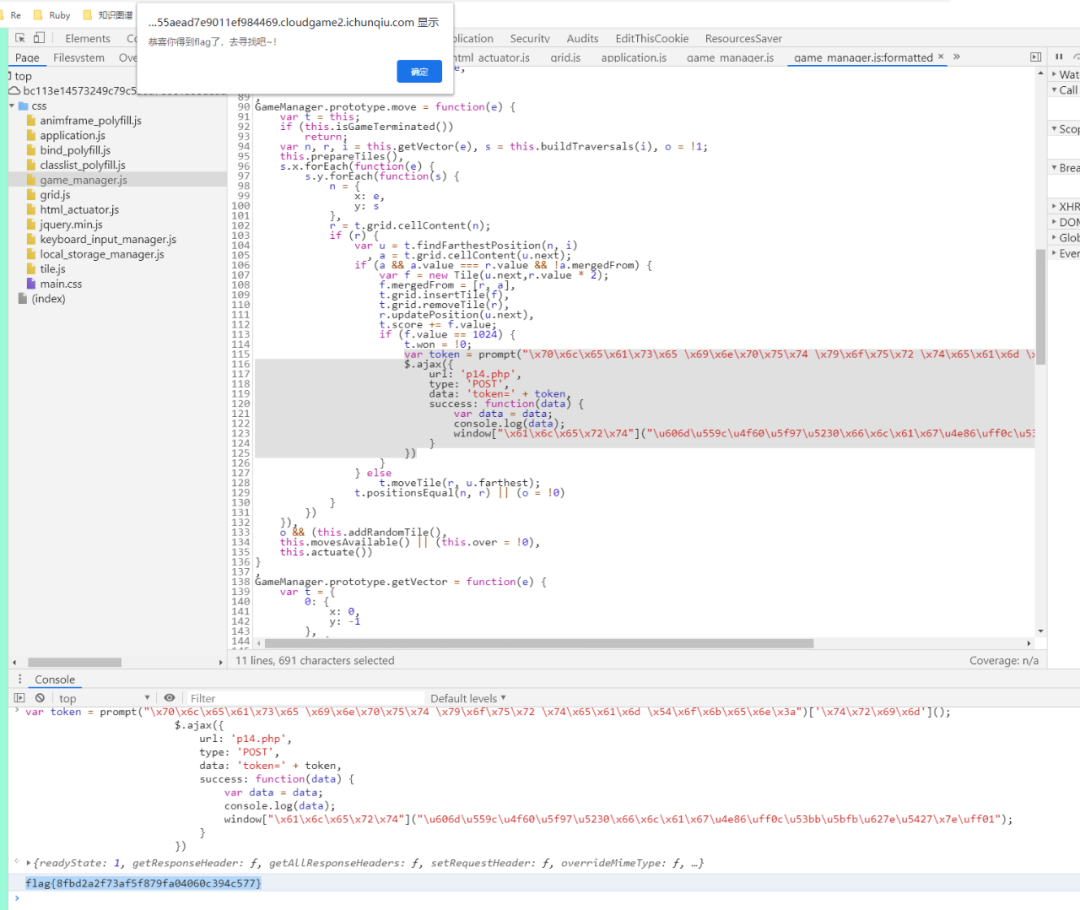 Re Ruby 知识图谱
...55aead7e9011ef984469.cloudgame2.ichunqiu.com 显示
恭喜你得到flag了，去寻找吧~！
确定
Elements Security Audits EditThisCookie ResourcesSaver
Page Filesystem html_actuator.js grid.js application.js game_manager.js game_manager.js:formatted × »
top
css
animframe_polyfill.js
application.js
bind_polyfill.js
classlist_polyfill.js
game_manager.js
grid.js
html_actuator.js
jquery.min.js
keyboard_input_manager.js
local_storage_manager.js
tile.js
main.css
(index)
89 ,
90 GameManager.prototype.move = function(e) {
91 var t = this;
92 if (this.isGameTerminated())
93 return;
94 var n, r, i = this.getVector(e), s = this.buildTraversals(i), o = !1;
95 this.prepareTiles(),
96 s.x.forEach(function(e) {
97 s.y.forEach(function(s) {
98 n = {
99 x: e,
100 y: s
101 },
102 r = t.grid.cellContent(n);
103 if (r) {
104 var u = t.findFarthestPosition(n, i)
105 , a = t.grid.cellContent(u.next);
106 if (a && a.value === r.value && !a.mergedFrom) {
107 var f = new Tile(u.next,r.value * 2);
108 f.mergedFrom = [r, a],
109 t.grid.insertTile(f),
110 t.grid.removeTile(r),
111 r.updatePosition(u.next),
112 t.score += f.value;
113 if (f.value == 1024) {
114 t.won = !0;
115 var token = prompt("\x70\x6c\x65\x61\x73\x65 \x69\x6e\x70\x75\x74 \x79\x6f\x75\x72 \x74\x65\x61\x6d \
116 $.ajax({
117 url: 'p14.php',
118 type: 'POST',
119 data: 'token=' + token,
120 success: function(data) {
121 var data = data;
122 console.log(data);
123 window["\x61\x6c\x65\x72\x74"]("\u606d\u559c\u4f60\u5f97\u5230\x66\x6c\x61\x67\u4e86\uff0c\u53
124 }
125 })
126 }
127 } else
128 t.moveTile(r, u.farthest);
129 t.positionsEqual(n, r) || (o = !0)
130 }
131 })
132 }),
133 o && (this.addRandomTile(),
134 this.movesAvailable() || (this.over = !0),
135 this.actuate())
136 }
137 ,
138 GameManager.prototype.getVector = function(e) {
139 var t = {
140 0: {
141 x: 0,
142 y: -1
143 },
144
11 lines, 691 characters selected Coverage: n/a
Console
top Filter Default levels ▼
> var token = prompt("\x70\x6c\x65\x61\x73\x65 \x69\x6e\x70\x75\x74 \x79\x6f\x75\x72 \x74\x65\x61\x6d \x54\x6f\x6b\x65\x6e\x3a")['\x74\x72\x69\x6d']();
$.ajax({
url: 'p14.php',
type: 'POST',
data: 'token=' + token,
success: function(data) {
var data = data;
console.log(data);
window["\x61\x6c\x65\x72\x74"]("\u606d\u559c\u4f60\u5f97\u5230\x66\x6c\x61\x67\u4e86\uff0c\u53bb\u5bfb\u627e\u5427\x7e\uff01");
}
})
{readyState: 1, getResponseHeader: ƒ, getAllResponseHeaders: ƒ, setRequestHeader: ƒ, overrideMimeType: ƒ, …}
flag{8fbd2a2f73af5f879fa04060c394c577}
>